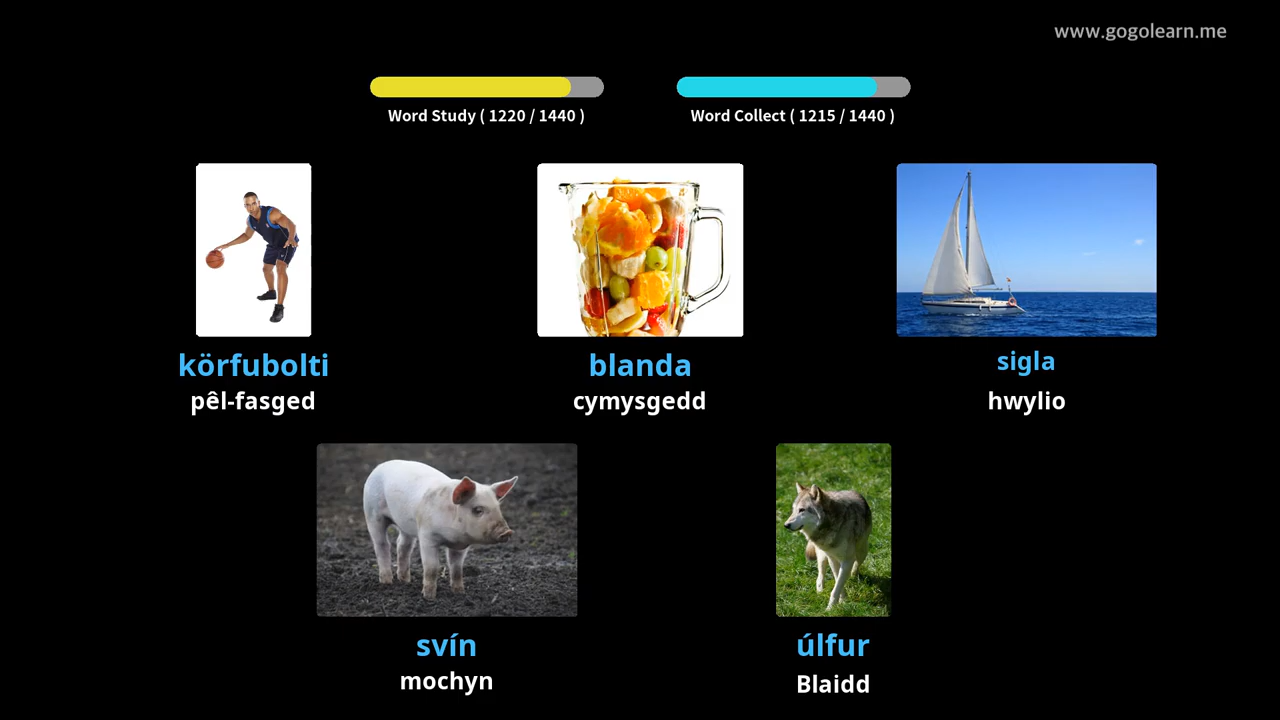 www.gogolearn.me
Word Study ( 1220 / 1440 )
Word Collect ( 1215 / 1440 )
körfubolti
pêl-fasged
blanda
cymysgedd
sigla
hwylio
svín
mochyn
úlfur
Blaidd